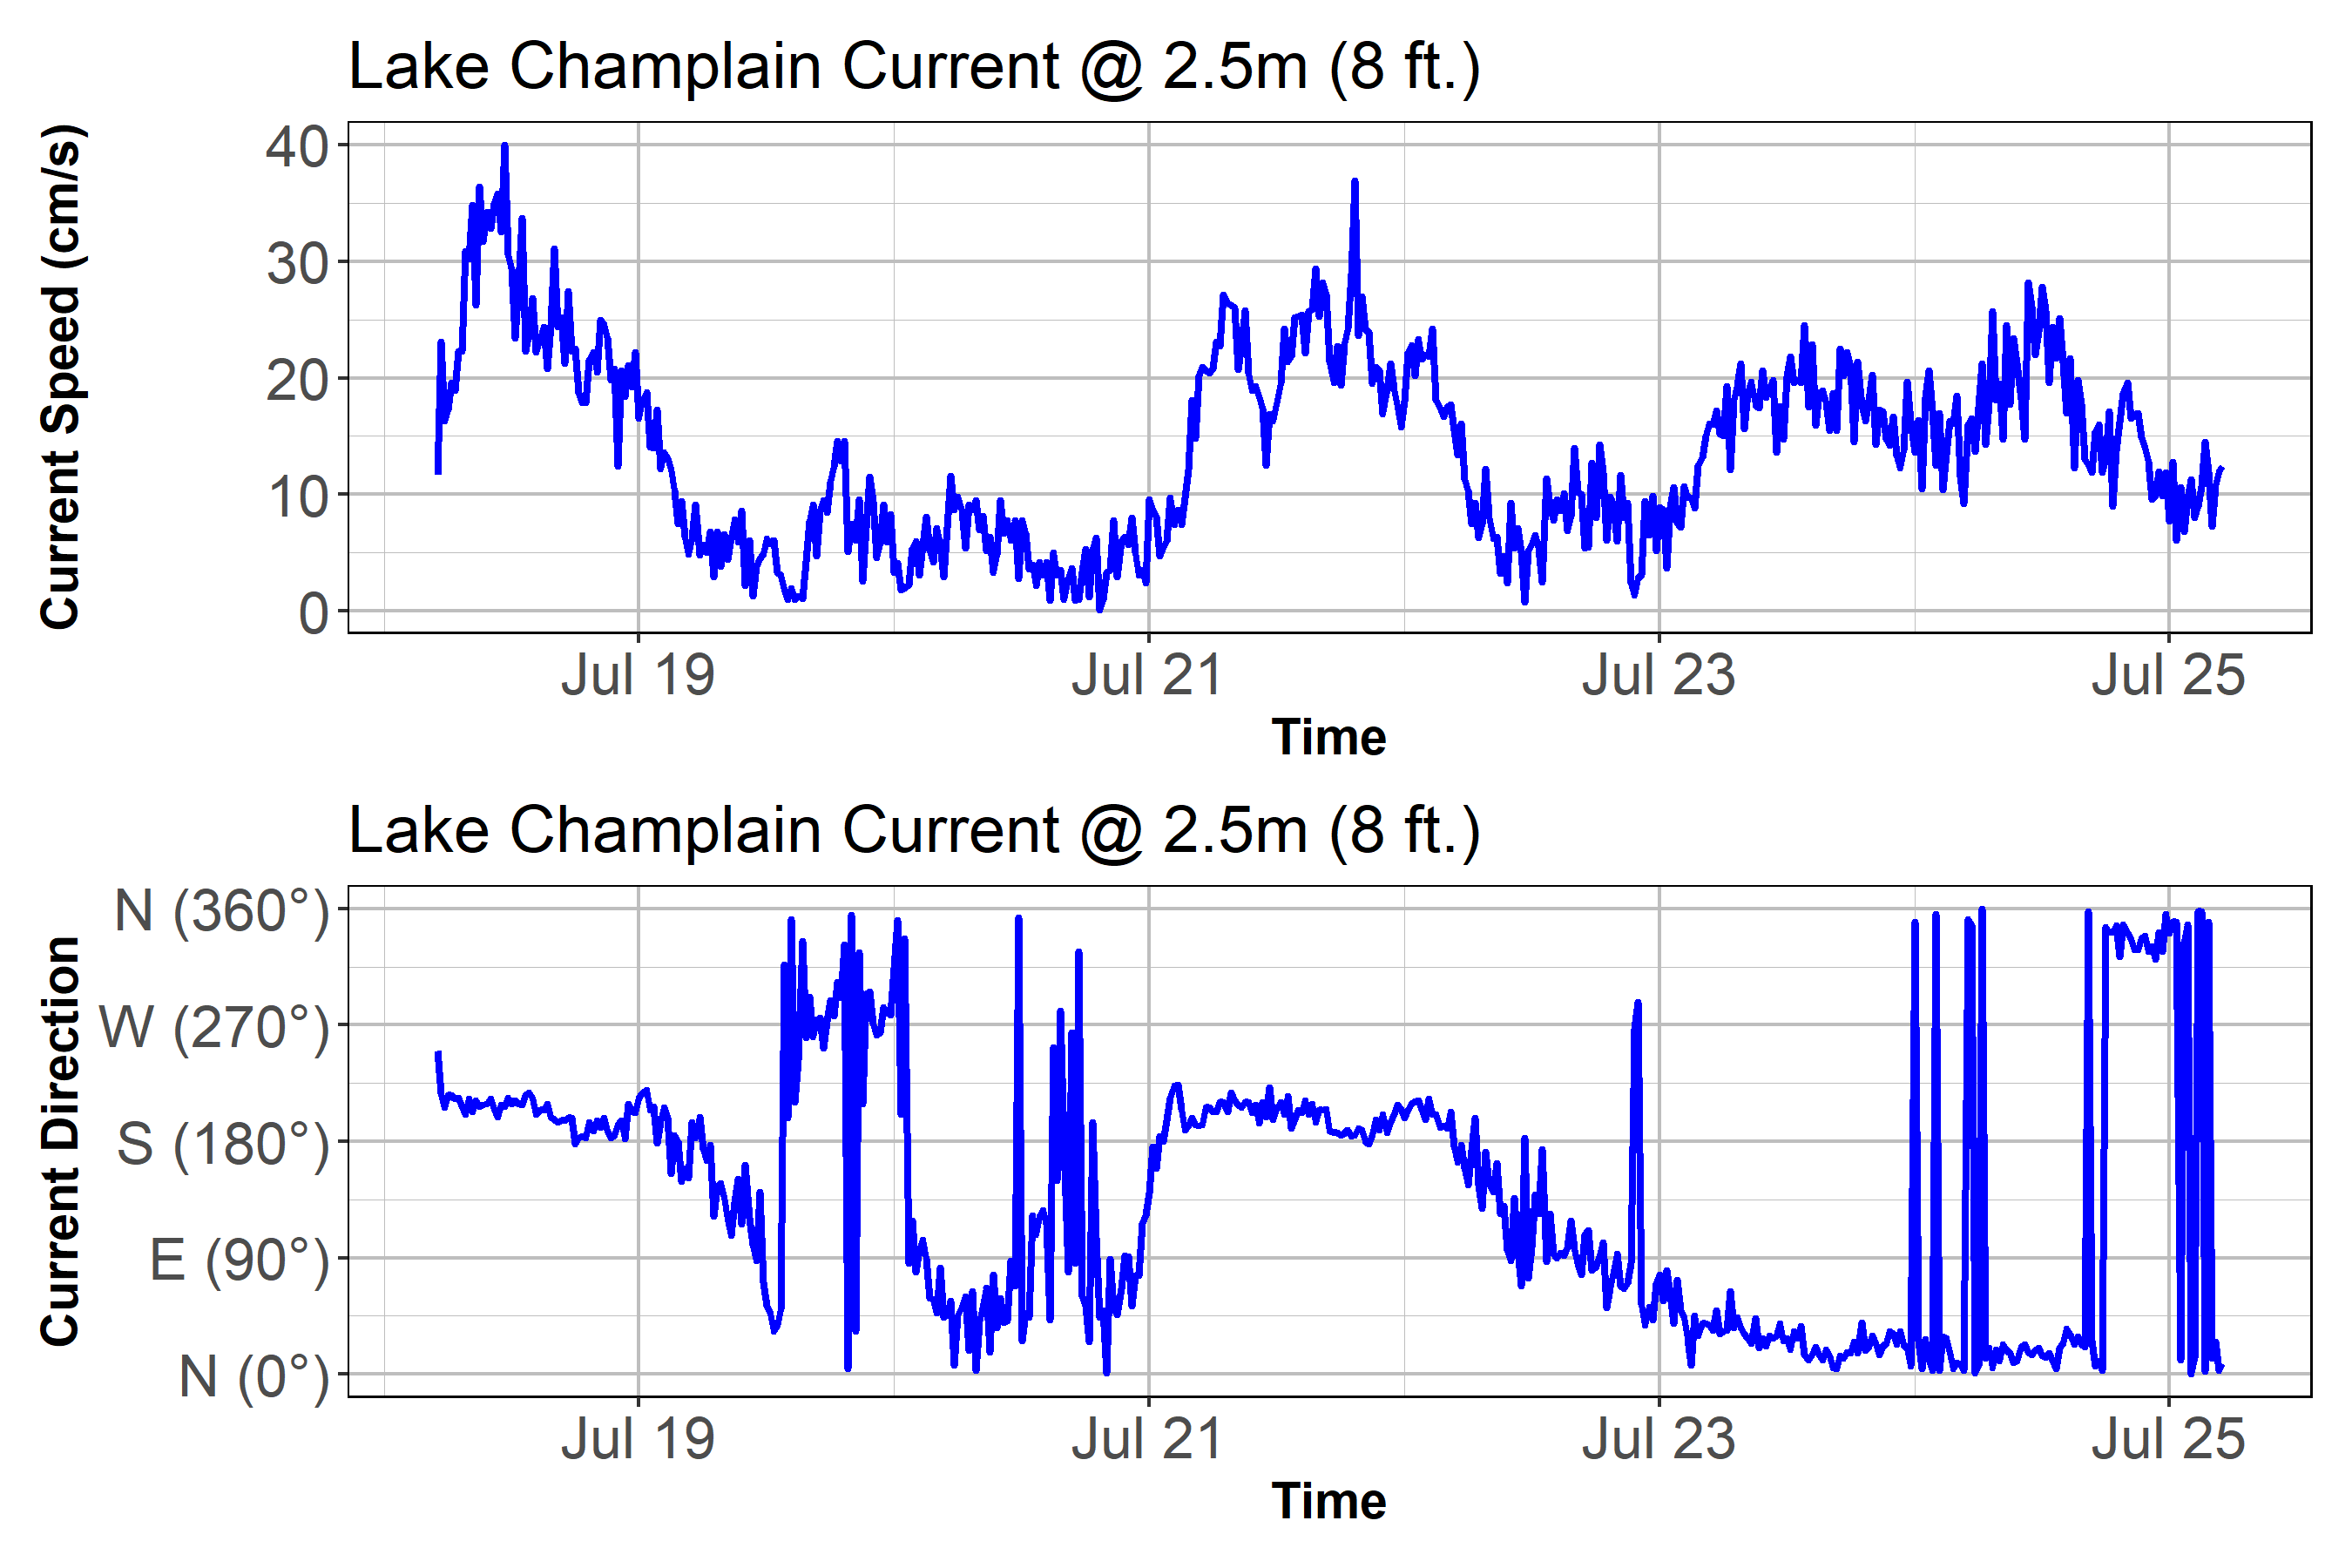 Lake Champlain Current @ 2.5m (8 ft.)
Current Speed (cm/s)
40
30
20
10
0
Jul 19
Jul 21
Jul 23
Jul 25
Time
Lake Champlain Current @ 2.5m (8 ft.)
Current Direction
N (360°)
W (270°)
S (180°)
E (90°)
N (0°)
Jul 19
Jul 21
Jul 23
Jul 25
Time